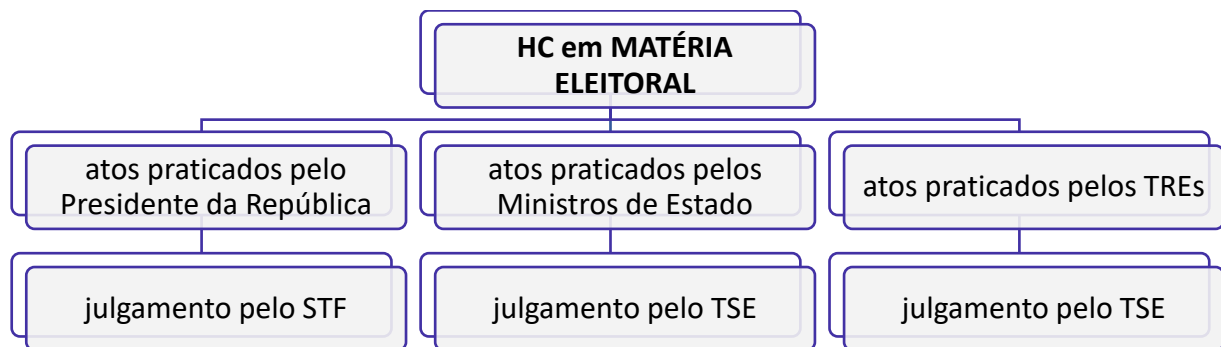 HC em MATÉRIA
ELEITORAL
atos praticados pelo
Presidente da República
atos praticados pelos
Ministros de Estado
atos praticados pelos TREs
julgamento pelo STF
julgamento pelo TSE
julgamento pelo TSE